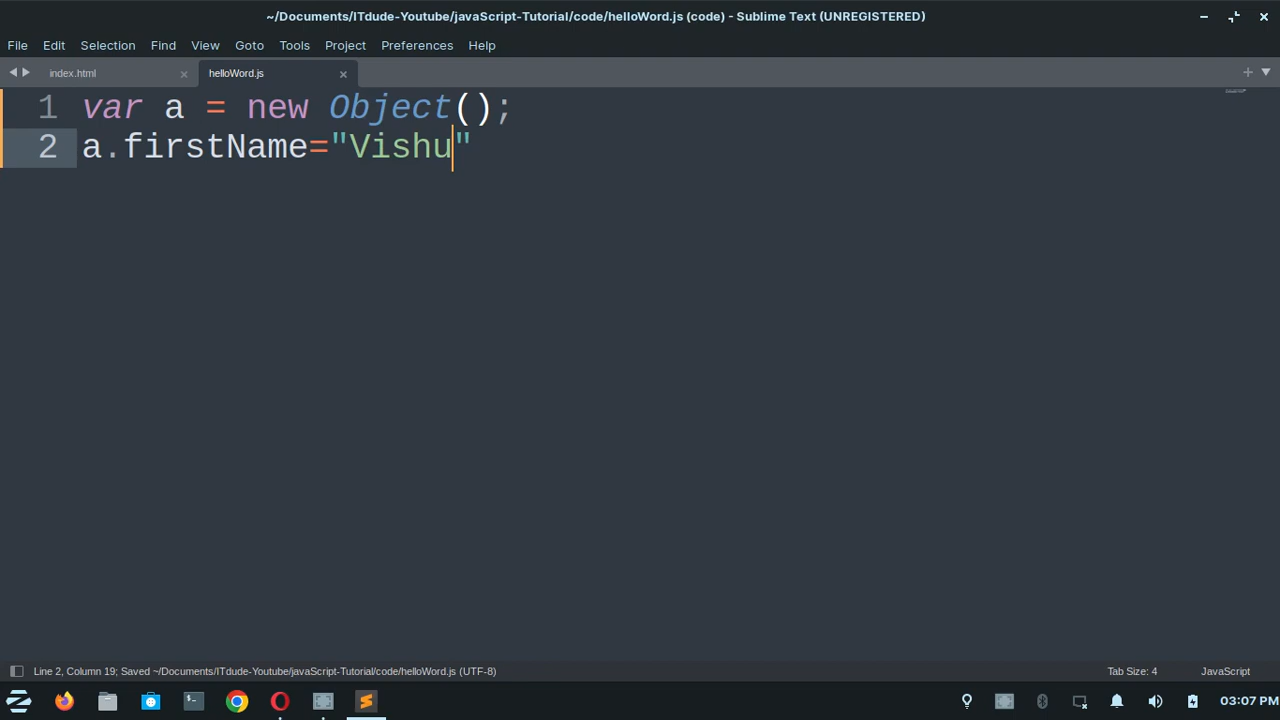 ~/Documents/ITdude-Youtube/javaScript-Tutorial/code/helloWord.js (code) - Sublime Text (UNREGISTERED)
File Edit Selection Find View Goto Tools Project Preferences Help
index.html helloWord.js
1 var a = new Object();
2 a.firstName="Vishu"
Line 2, Column 19; Saved ~/Documents/ITdude-Youtube/javaScript-Tutorial/code/helloWord.js (UTF-8) Tab Size: 4 JavaScript
03:07 PM